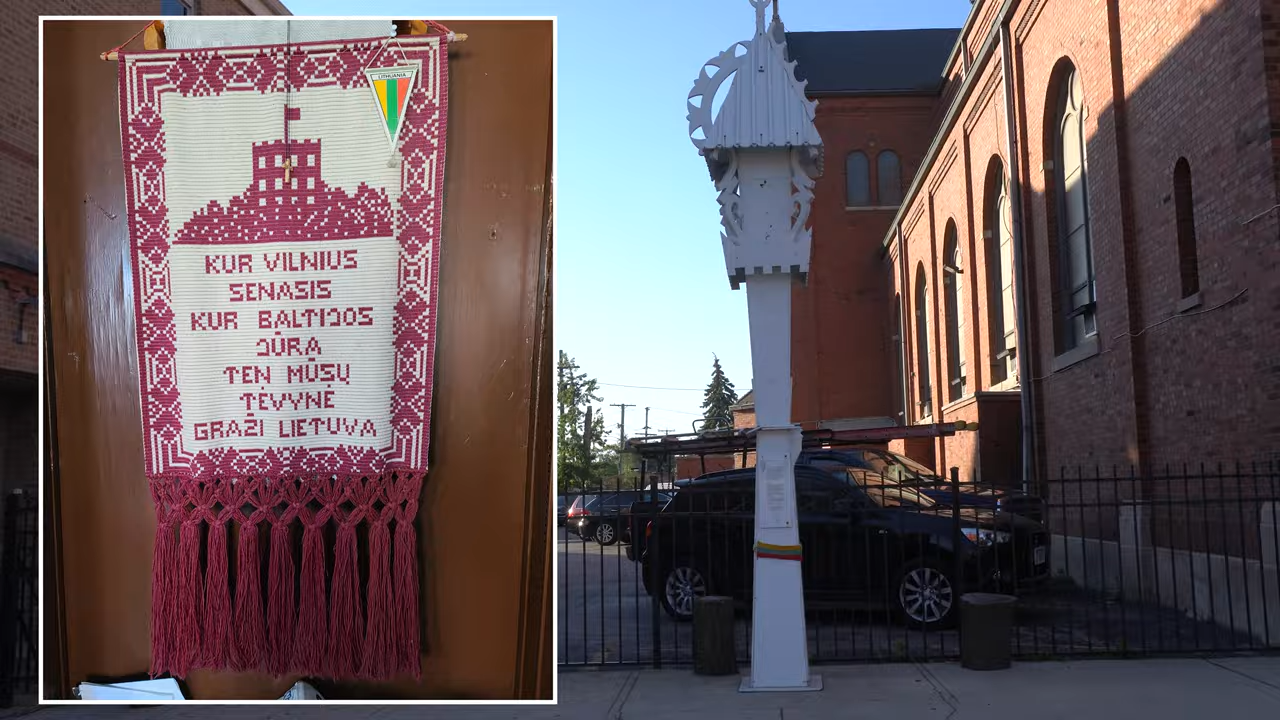 LITHUANIA
KUR VILNIUS
SENASIS
KUR BALTIJOS
JŪRA
TEN MŪSŲ
TĖVYNĖ
GRAŽI LIETUVA